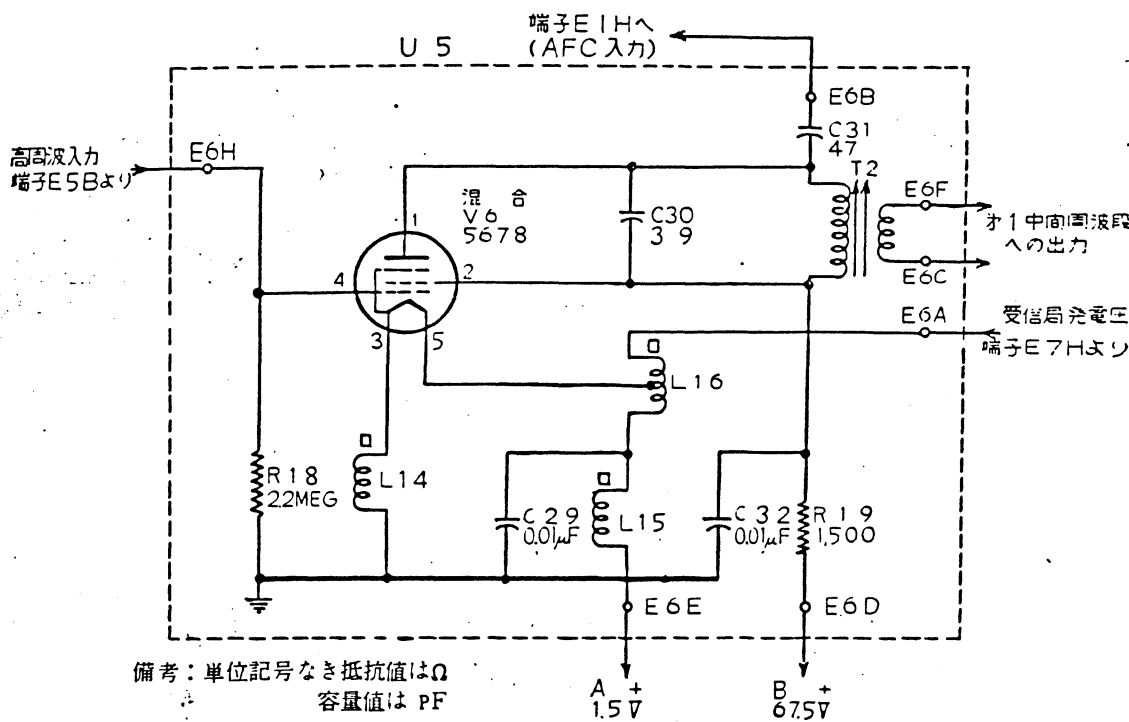 端子E1Hへ
(AFC入力)
U 5
E6B
C31
47
高周波入力
端子E5Bより
E6H
T2
混合
V6
5678
1
2
3
4
5
C30
39
E6F
E6C
才1中間周波段
への出力
E6A
受信局発電圧
端子E7Hより
L16
R18
2.2MEG
L14
C29
0.01μF
L15
C32
0.01μF
R19
1,500
E6E
E6D
備考:単位記号なき抵抗値はΩ
容量値は PF
A +
1.5V
B +
67.5V